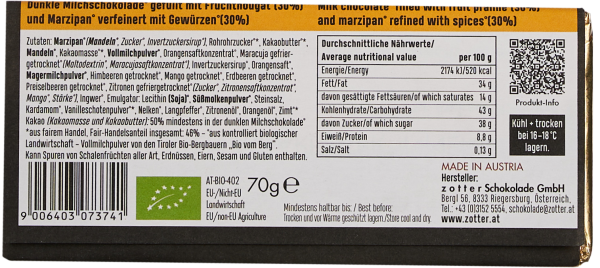 Dunkle Milchschokolade* gefüllt mit Fruchtnougat* (30%)
und Marzipan* verfeinert mit Gewürzen*(30%)
Milk chocolate* filled with fruit praliné* (30%)
and marzipan* refined with spices*(30%)
Zutaten: Marzipan*(Mandeln*, Zucker*, Invertzuckersirup*), Rohrohrzucker*°, Kakaobutter*°,
Mandeln*, Kakaomasse*°, Vollmilchpulver*, Orangensaftkonzentrat*, Maracuja gefrier-
getrocknet*(Maltodextrin*, Maracujasaftkonzentrat*), Invertzuckersirup*, Orangensaft*,
Magermilchpulver*, Himbeeren getrocknet*, Mango getrocknet*, Erdbeeren getrocknet*,
Preiselbeeren getrocknet*, Zitronen gefriergetrocknet*(Zucker*, Zitronensaftkonzentrat*,
Mango*, Stärke*), Ingwer*, Emulgator: Lecithin (Soja)*, Süßmolkenpulver*, Steinsalz,
Kardamom*, Vanilleschotenpulver*°, Nelken*, Langpfeffer*, Zitronenöl*, Orangenöl*, Zimt*
Kakao (Kakaomasse und Kakaobutter): 50% mindestens in der dunklen Milchschokolade*
°aus fairem Handel, Fair-Handelsanteil insgesamt: 46% - *aus kontrolliert biologischer
Landwirtschaft - Vollmilchpulver von den Tiroler Bio-Bergbauern „Bio vom Berg“.
Kann Spuren von Schalenfrüchten aller Art, Erdnüssen, Eiern, Sesam und Gluten enthalten.
Durchschnittliche Nährwerte/
Average nutritional value per 100 g
Energie/Energy 2174 kJ/520 kcal
Fett/Fat 34 g
davon gesättigte Fettsäuren/of which saturates 14 g
Kohlenhydrate/Carbohydrate 43 g
davon Zucker/of which sugar 38 g
Eiweiß/Protein 8,8 g
Salz/Salt 0,13 g
Produkt-Info
Kühl + trocken
bei 16-18°C
lagern.
9 006403 073741
AT-BIO-402
EU-/Nicht-EU
Landwirtschaft
EU/non-EU Agriculture
70g e
Mindestens haltbar bis: / Best before:
Trocken und vor Wärme geschützt lagern./Store cool and dry.
MADE IN AUSTRIA
Hersteller:
zotter Schokolade GmbH
Bergl 56, 8333 Riegersburg, Österreich,
Tel.: +43 (0)3152 5554, schokolade@zotter.at
www.zotter.at